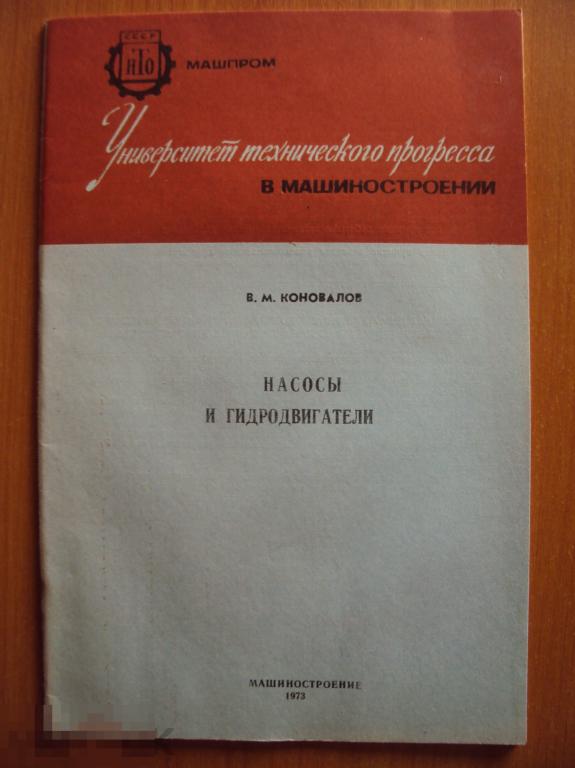 СССР
НТО
МАШПРОМ
Университет технического прогресса
В МАШИНОСТРОЕНИИ
В. М. КОНОВАЛОВ
НАСОСЫ
И ГИДРОДВИГАТЕЛИ
МАШИНОСТРОЕНИЕ
1973